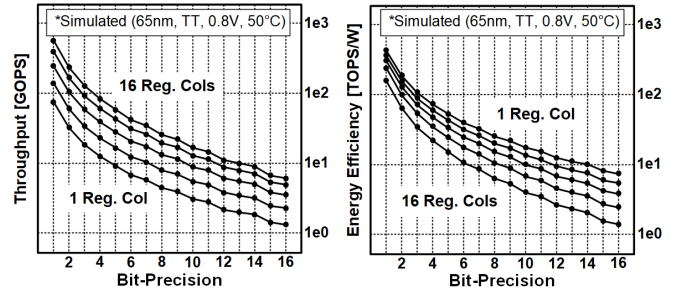 *Simulated (65nm, TT, 0.8V, 50°C)
Throughput [GOPS]
16 Reg. Cols
1 Reg. Col
1e3
1e2
1e1
1e0
2 4 6 8 10 12 14 16
Bit-Precision
*Simulated (65nm, TT, 0.8V, 50°C)
Energy Efficiency [TOPS/W]
1 Reg. Col
16 Reg. Cols
1e3
1e2
1e1
1e0
2 4 6 8 10 12 14 16
Bit-Precision